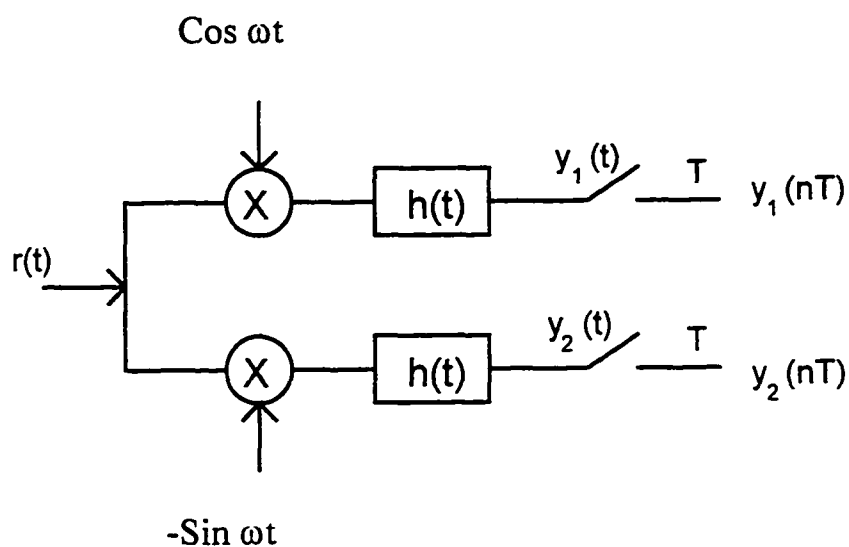 Cos ωt
X
h(t)
y₁(t)
T
y₁(nT)
r(t)
X
h(t)
y₂(t)
T
y₂(nT)
-Sin ωt